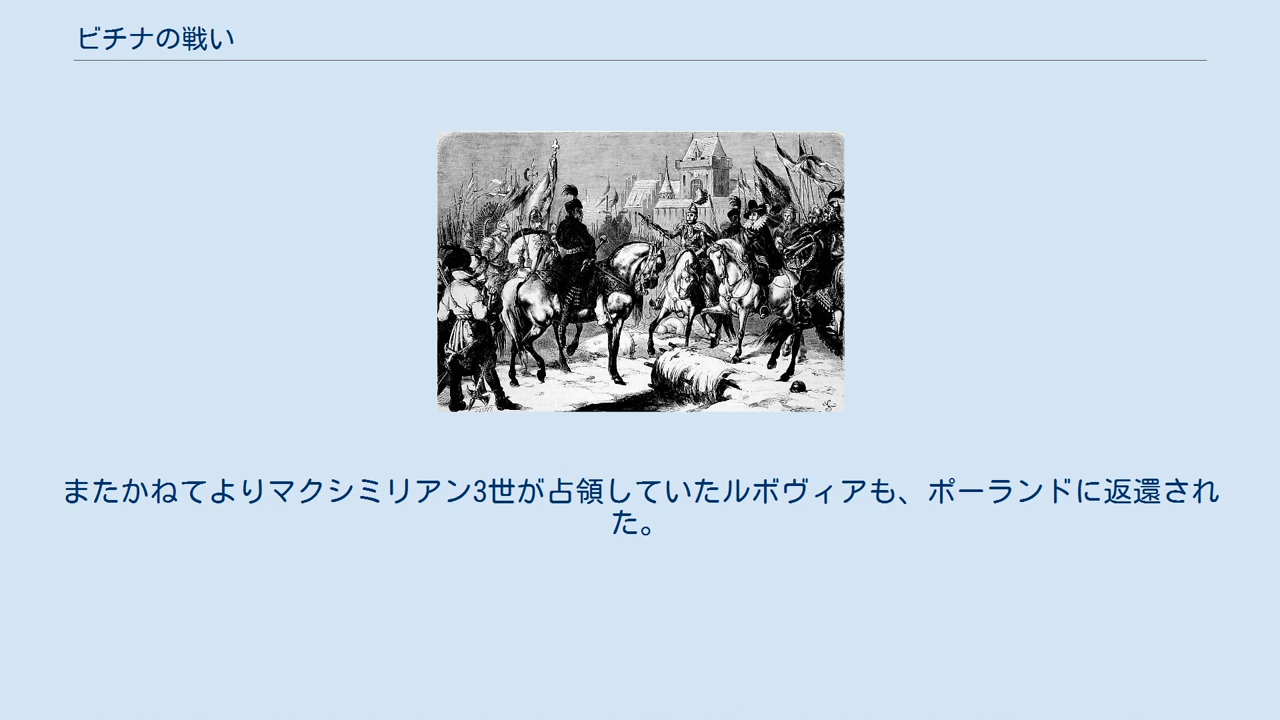 ビチナの戦い
またかねてよりマクシミリアン3世が占領していたルボヴィアも、ポーランドに返還され
た。